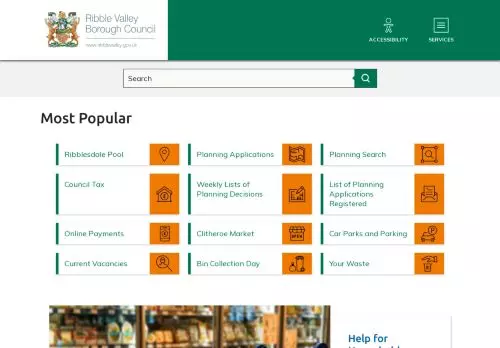 Ribble Valley
Borough Council
www.ribblevalley.gov.uk
ACCESSIBILITY
SERVICES
Search
Most Popular
Ribblesdale Pool
Planning Applications
Planning Search
Council Tax
Weekly Lists of
Planning Decisions
List of Planning
Applications
Registered
Online Payments
Clitheroe Market
Car Parks and Parking
Current Vacancies
Bin Collection Day
Your Waste
Help for